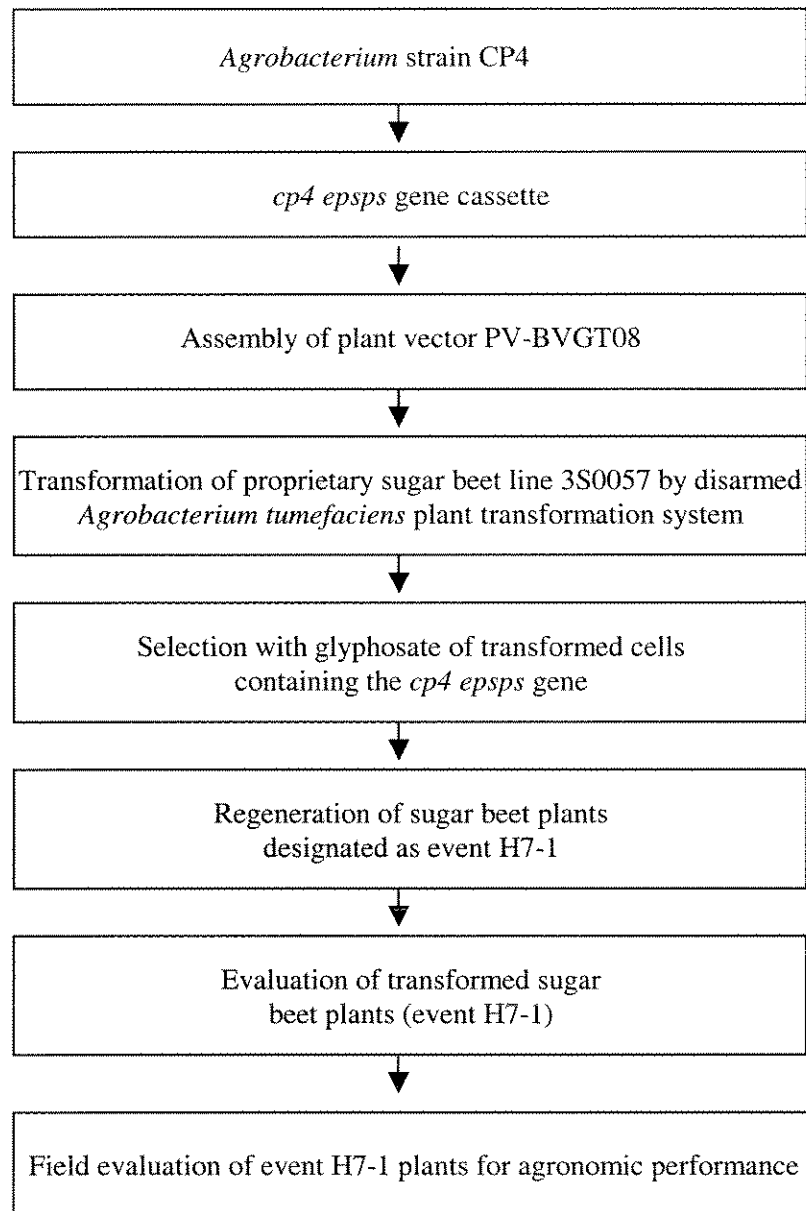 Agrobacterium strain CP4
cp4 epsps gene cassette
Assembly of plant vector PV-BVGT08
Transformation of proprietary sugar beet line 3S0057 by disarmed
Agrobacterium tumefaciens plant transformation system
Selection with glyphosate of transformed cells
containing the cp4 epsps gene
Regeneration of sugar beet plants
designated as event H7-1
Evaluation of transformed sugar
beet plants (event H7-1)
Field evaluation of event H7-1 plants for agronomic performance